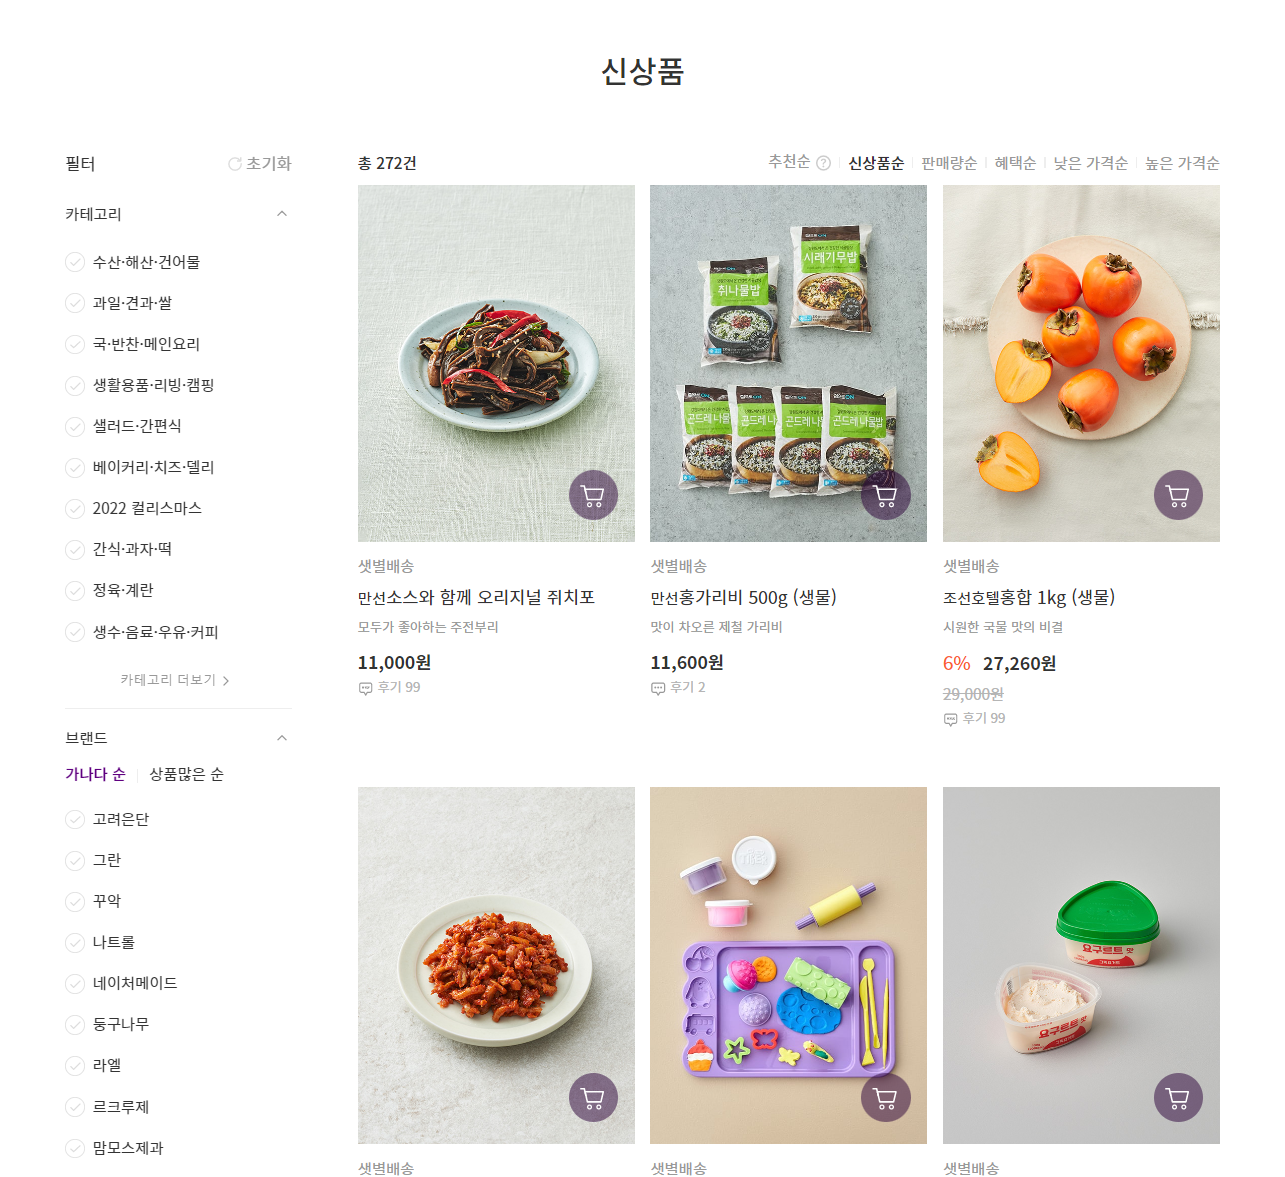 신상품
필터
초기화
총 272건
추천순 ?
신상품순
판매량순
혜택순
낮은 가격순
높은 가격순
카테고리
수산·해산·건어물
과일·견과·쌀
국·반찬·메인요리
생활용품·리빙·캠핑
샐러드·간편식
베이커리·치즈·델리
2022 컬리스마스
간식·과자·떡
정육·계란
생수·음료·우유·커피
카테고리 더보기
브랜드
가나다 순
상품많은 순
고려은단
그란
꾸악
나트롤
네이처메이드
둥구나무
라엘
르크루제
맘모스제과
샛별배송
만선소스와 함께 오리지널 쥐치포
모두가 좋아하는 주전부리
11,000원
후기 99
취나물밥
시래기무밥
곤드레 나물
곤드레 나
곤드레 나물
곤드레 나물밥
샛별배송
만선홍가리비 500g (생물)
맛이 차오른 제철 가리비
11,600원
후기 2
샛별배송
조선호텔홍합 1kg (생물)
시원한 국물 맛의 비결
6% 27,260원
29,000원
후기 99
샛별배송
샛별배송
요구르트 맛
요구르트 맛
샛별배송